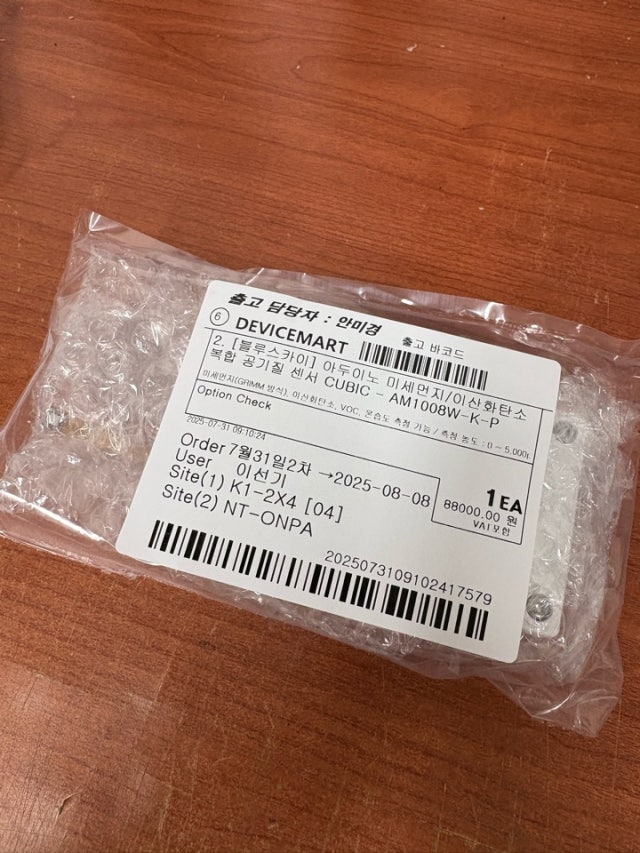 출고 담당자 : 안미경
6 DEVICEMART 출고 바코드
2. [블루스카이] 아두이노 미세먼지/이산화탄소
복합 공기질 센서 CUBIC - AM1008W-K-P
미세먼지(GRIMM 방식), 이산화탄소, VOC, 온습도 측정 가능 / 측정 농도 : 0 ~ 5,000
Option Check
2025-07-31 09:10:24
Order 7월31일2차 →2025-08-08
User 이선기
Site(1) K1-2X4 [04]
Site(2) NT-ONPA
1 EA
88000.00 원
VAT포함
2025073109102417579